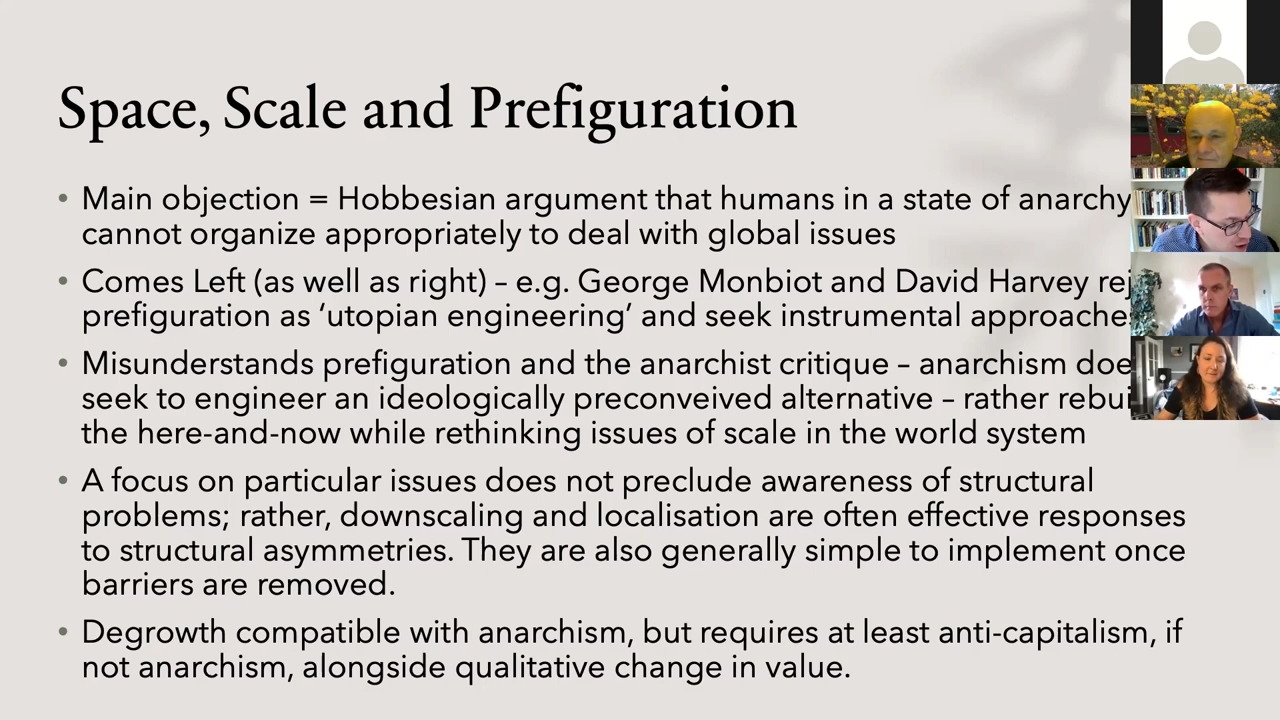 Space, Scale and Prefiguration
• Main objection = Hobbesian argument that humans in a state of anarchy
cannot organize appropriately to deal with global issues
• Comes Left (as well as right) – e.g. George Monbiot and David Harvey rej
prefiguration as ‘utopian engineering’ and seek instrumental approache
• Misunderstands prefiguration and the anarchist critique – anarchism doe
seek to engineer an ideologically preconveived alternative – rather rebui
the here-and-now while rethinking issues of scale in the world system
• A focus on particular issues does not preclude awareness of structural
problems; rather, downscaling and localisation are often effective responses
to structural asymmetries. They are also generally simple to implement once
barriers are removed.
• Degrowth compatible with anarchism, but requires at least anti-capitalism, if
not anarchism, alongside qualitative change in value.